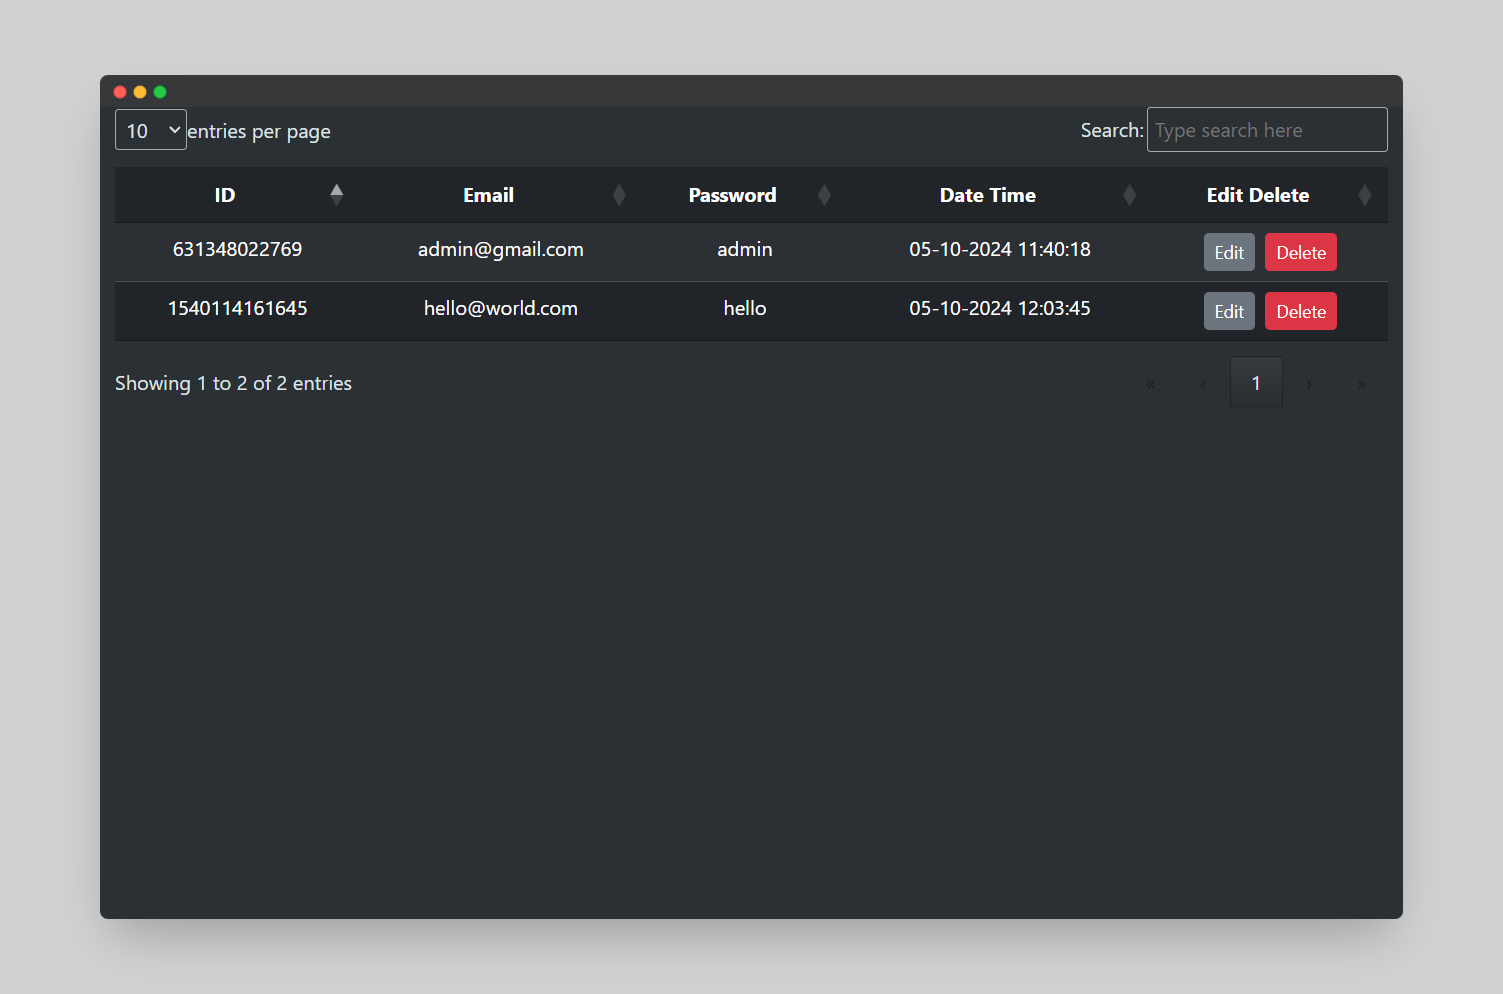 10 entries per page Search: Type search here
ID Email Password Date Time Edit Delete
631348022769 admin@gmail.com admin 05-10-2024 11:40:18 Edit Delete
1540114161645 hello@world.com hello 05-10-2024 12:03:45 Edit Delete
Showing 1 to 2 of 2 entries « ‹ 1 › »